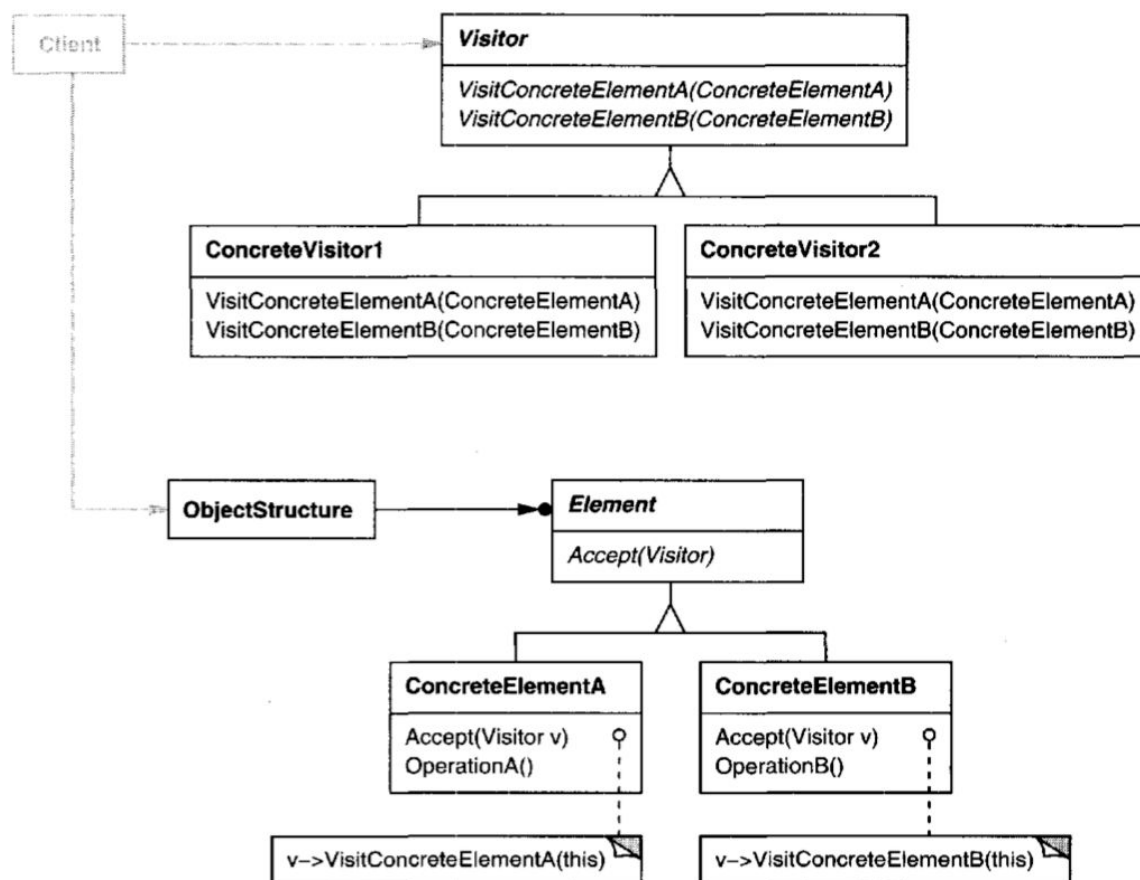 Client
Visitor
VisitConcreteElementA(ConcreteElementA)
VisitConcreteElementB(ConcreteElementB)
ConcreteVisitor1
VisitConcreteElementA(ConcreteElementA)
VisitConcreteElementB(ConcreteElementB)
ConcreteVisitor2
VisitConcreteElementA(ConcreteElementA)
VisitConcreteElementB(ConcreteElementB)
ObjectStructure
Element
Accept(Visitor)
ConcreteElementA
Accept(Visitor v)
OperationA()
ConcreteElementB
Accept(Visitor v)
OperationB()
v–>VisitConcreteElementA(this)
v–>VisitConcreteElementB(this)